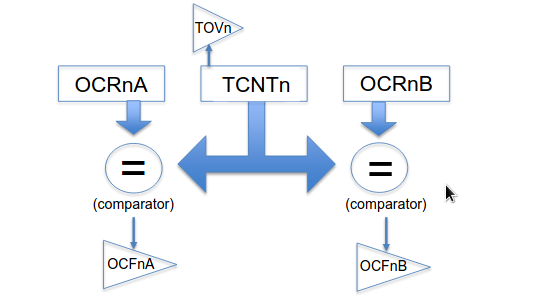 TOVn
OCRnA
TCNTn
OCRnB
=
=
(comparator)
(comparator)
OCFnA
OCFnB